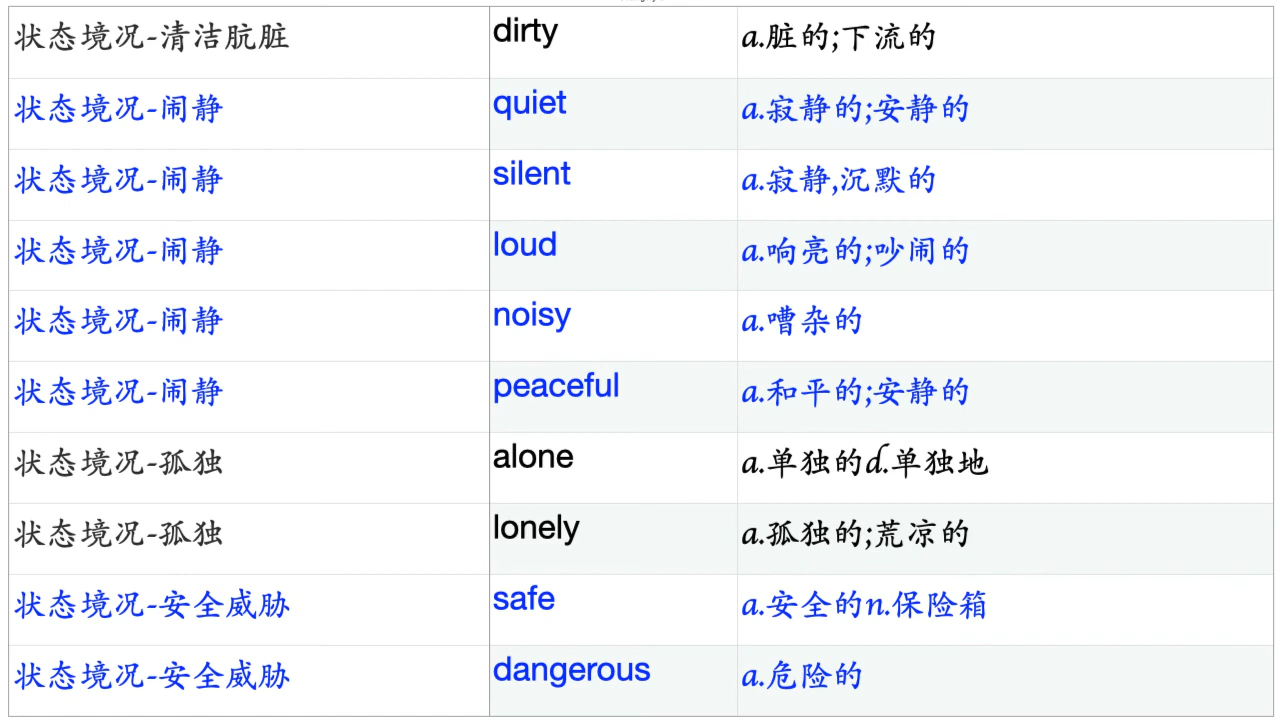 状态境况-清洁肮脏 dirty a.脏的;下流的
状态境况-闹静 quiet a.寂静的;安静的
状态境况-闹静 silent a.寂静,沉默的
状态境况-闹静 loud a.响亮的;吵闹的
状态境况-闹静 noisy a.嘈杂的
状态境况-闹静 peaceful a.和平的;安静的
状态境况-孤独 alone a.单独的d.单独地
状态境况-孤独 lonely a.孤独的;荒凉的
状态境况-安全威胁 safe a.安全的n.保险箱
状态境况-安全威胁 dangerous a.危险的